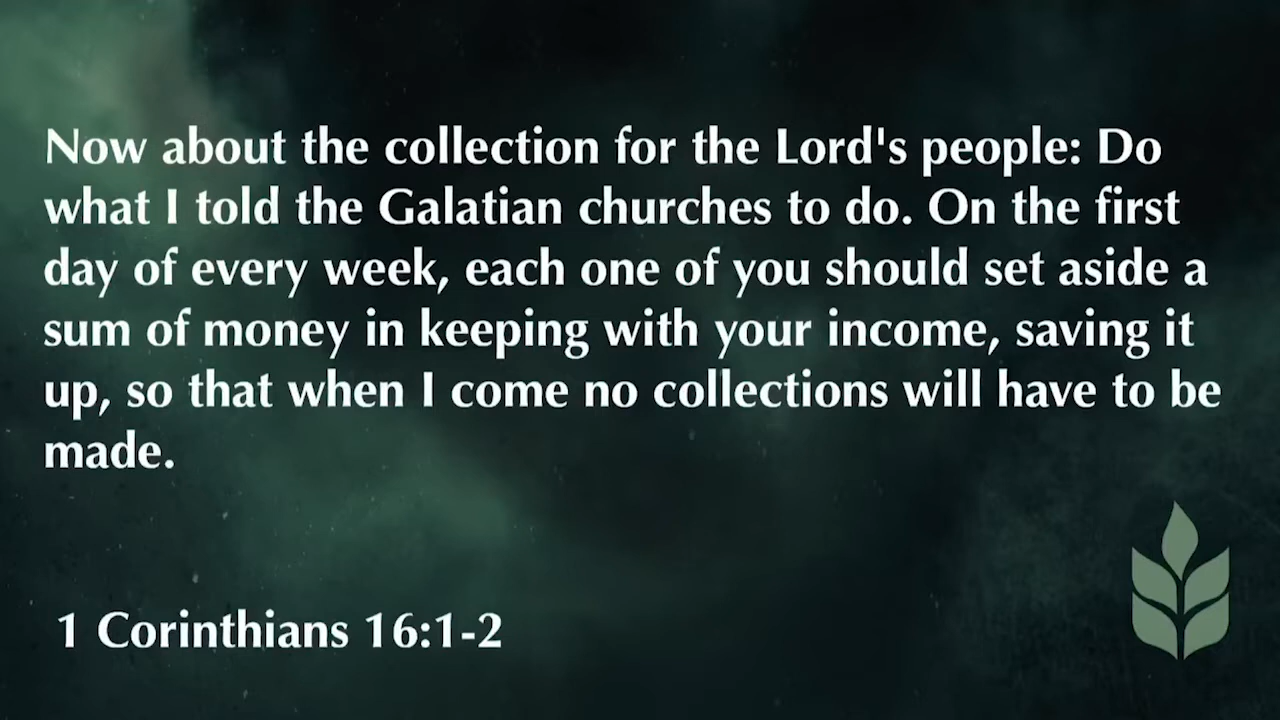 Now about the collection for the Lord's people: Do
what I told the Galatian churches to do. On the first
day of every week, each one of you should set aside a
sum of money in keeping with your income, saving it
up, so that when I come no collections will have to be
made.
1 Corinthians 16:1-2